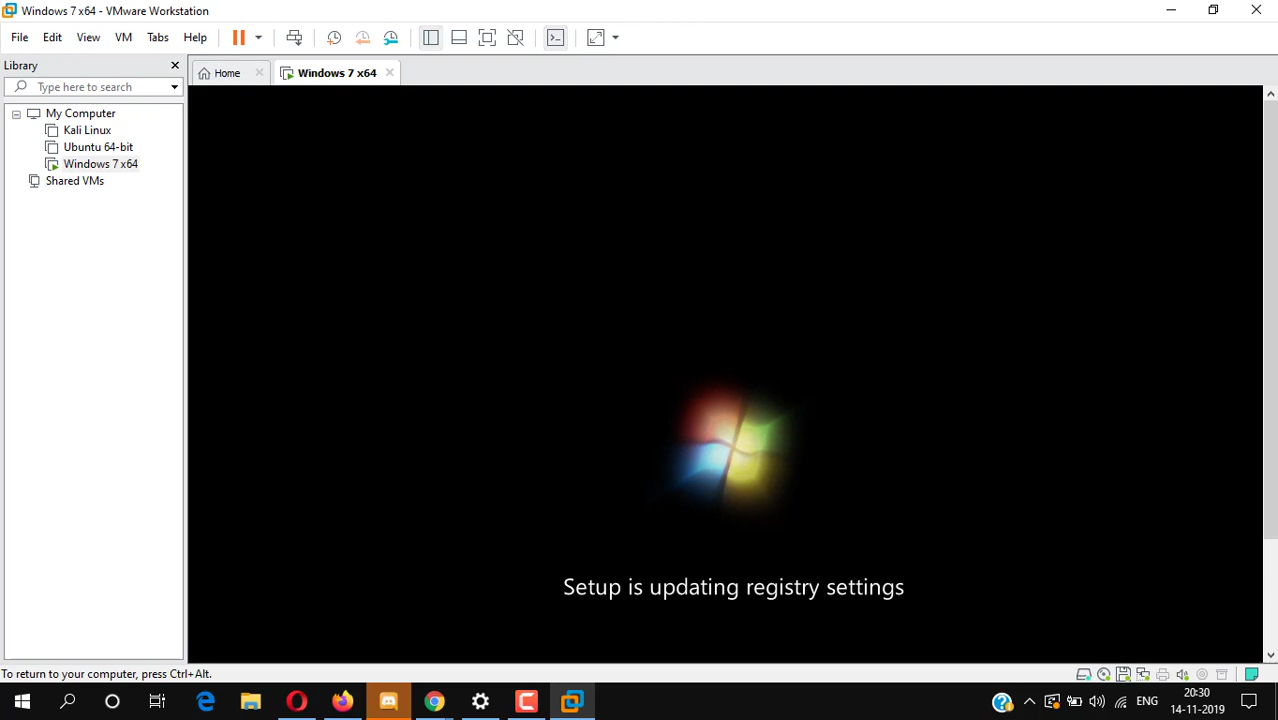 Windows 7 x64 - VMware Workstation
File Edit View VM Tabs Help
Library
Type here to search
Home
Windows 7 x64
My Computer
Kali Linux
Ubuntu 64-bit
Windows 7 x64
Shared VMs
Setup is updating registry settings
To return to your computer, press Ctrl+Alt.
ENG
20:30
14-11-2019